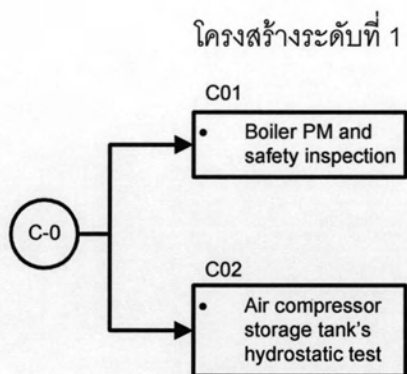 โครงสร้างระดับที่ 1
C01
• Boiler PM and
safety inspection
C-0
C02
• Air compressor
storage tank's
hydrostatic test